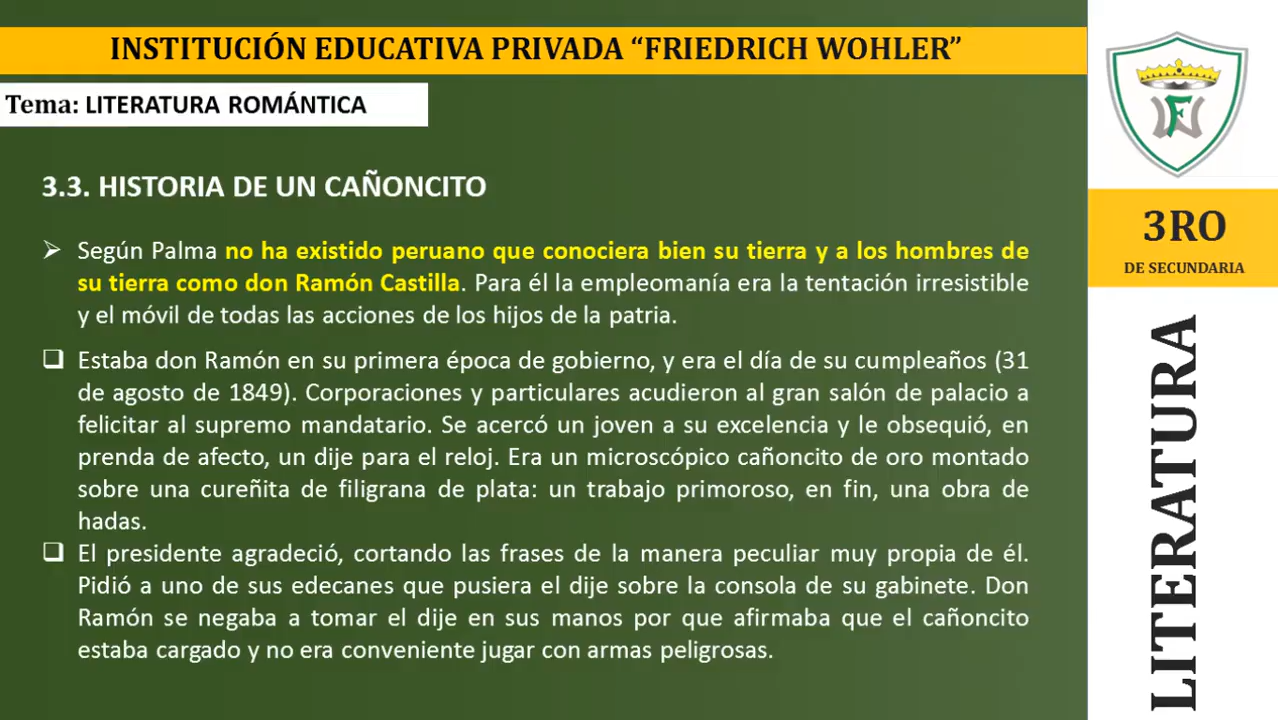 INSTITUCIÓN EDUCATIVA PRIVADA “FRIEDRICH WOHLER”
Tema: LITERATURA ROMÁNTICA
3.3. HISTORIA DE UN CAÑONCITO
➢ Según Palma no ha existido peruano que conociera bien su tierra y a los hombres de
su tierra como don Ramón Castilla. Para él la empleomanía era la tentación irresistible
y el móvil de todas las acciones de los hijos de la patria.
❑ Estaba don Ramón en su primera época de gobierno, y era el día de su cumpleaños (31
de agosto de 1849). Corporaciones y particulares acudieron al gran salón de palacio a
felicitar al supremo mandatario. Se acercó un joven a su excelencia y le obsequió, en
prenda de afecto, un dije para el reloj. Era un microscópico cañoncito de oro montado
sobre una cureñita de filigrana de plata: un trabajo primoroso, en fin, una obra de
hadas.
❑ El presidente agradeció, cortando las frases de la manera peculiar muy propia de él.
Pidió a uno de sus edecanes que pusiera el dije sobre la consola de su gabinete. Don
Ramón se negaba a tomar el dije en sus manos por que afirmaba que el cañoncito
estaba cargado y no era conveniente jugar con armas peligrosas.
FW
3RO
DE SECUNDARIA
LITERATURA